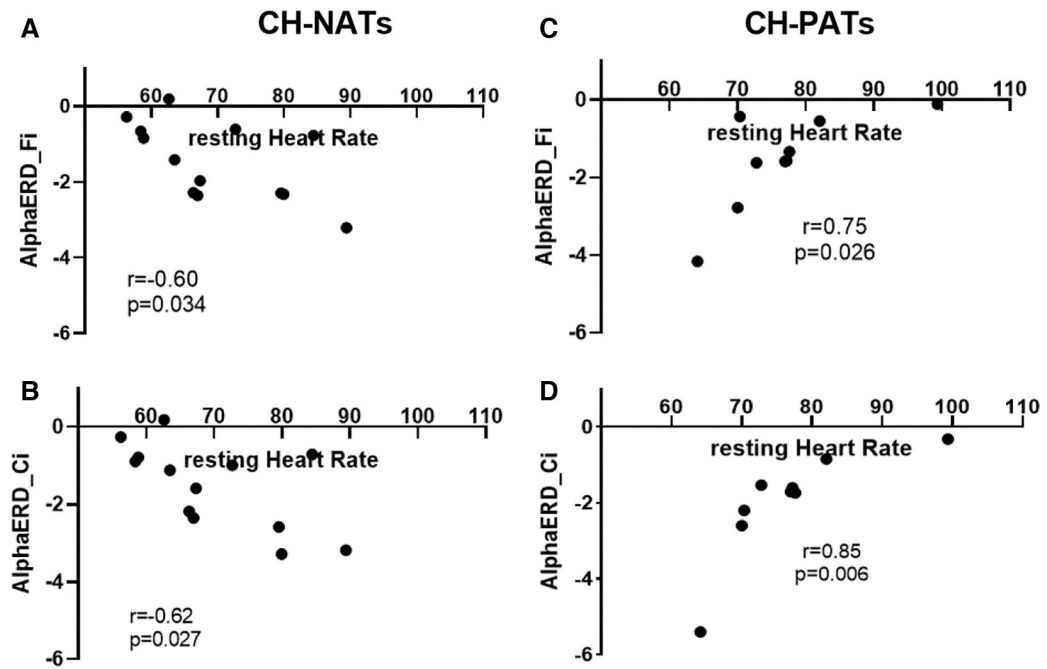 A
CH-NATs
0
60
70
80
90
100
110
resting Heart Rate
AlphaERD_Fi
-2
-4
-6
r=-0.60
p=0.034
C
CH-PATs
0
60
70
80
90
100
110
resting Heart Rate
AlphaERD_Fi
-2
-4
-6
r=0.75
p=0.026
B
0
60
70
80
90
100
110
resting Heart Rate
AlphaERD_Ci
-2
-4
-6
r=-0.62
p=0.027
D
0
60
70
80
90
100
110
resting Heart Rate
AlphaERD_Ci
-2
-4
-6
r=0.85
p=0.006